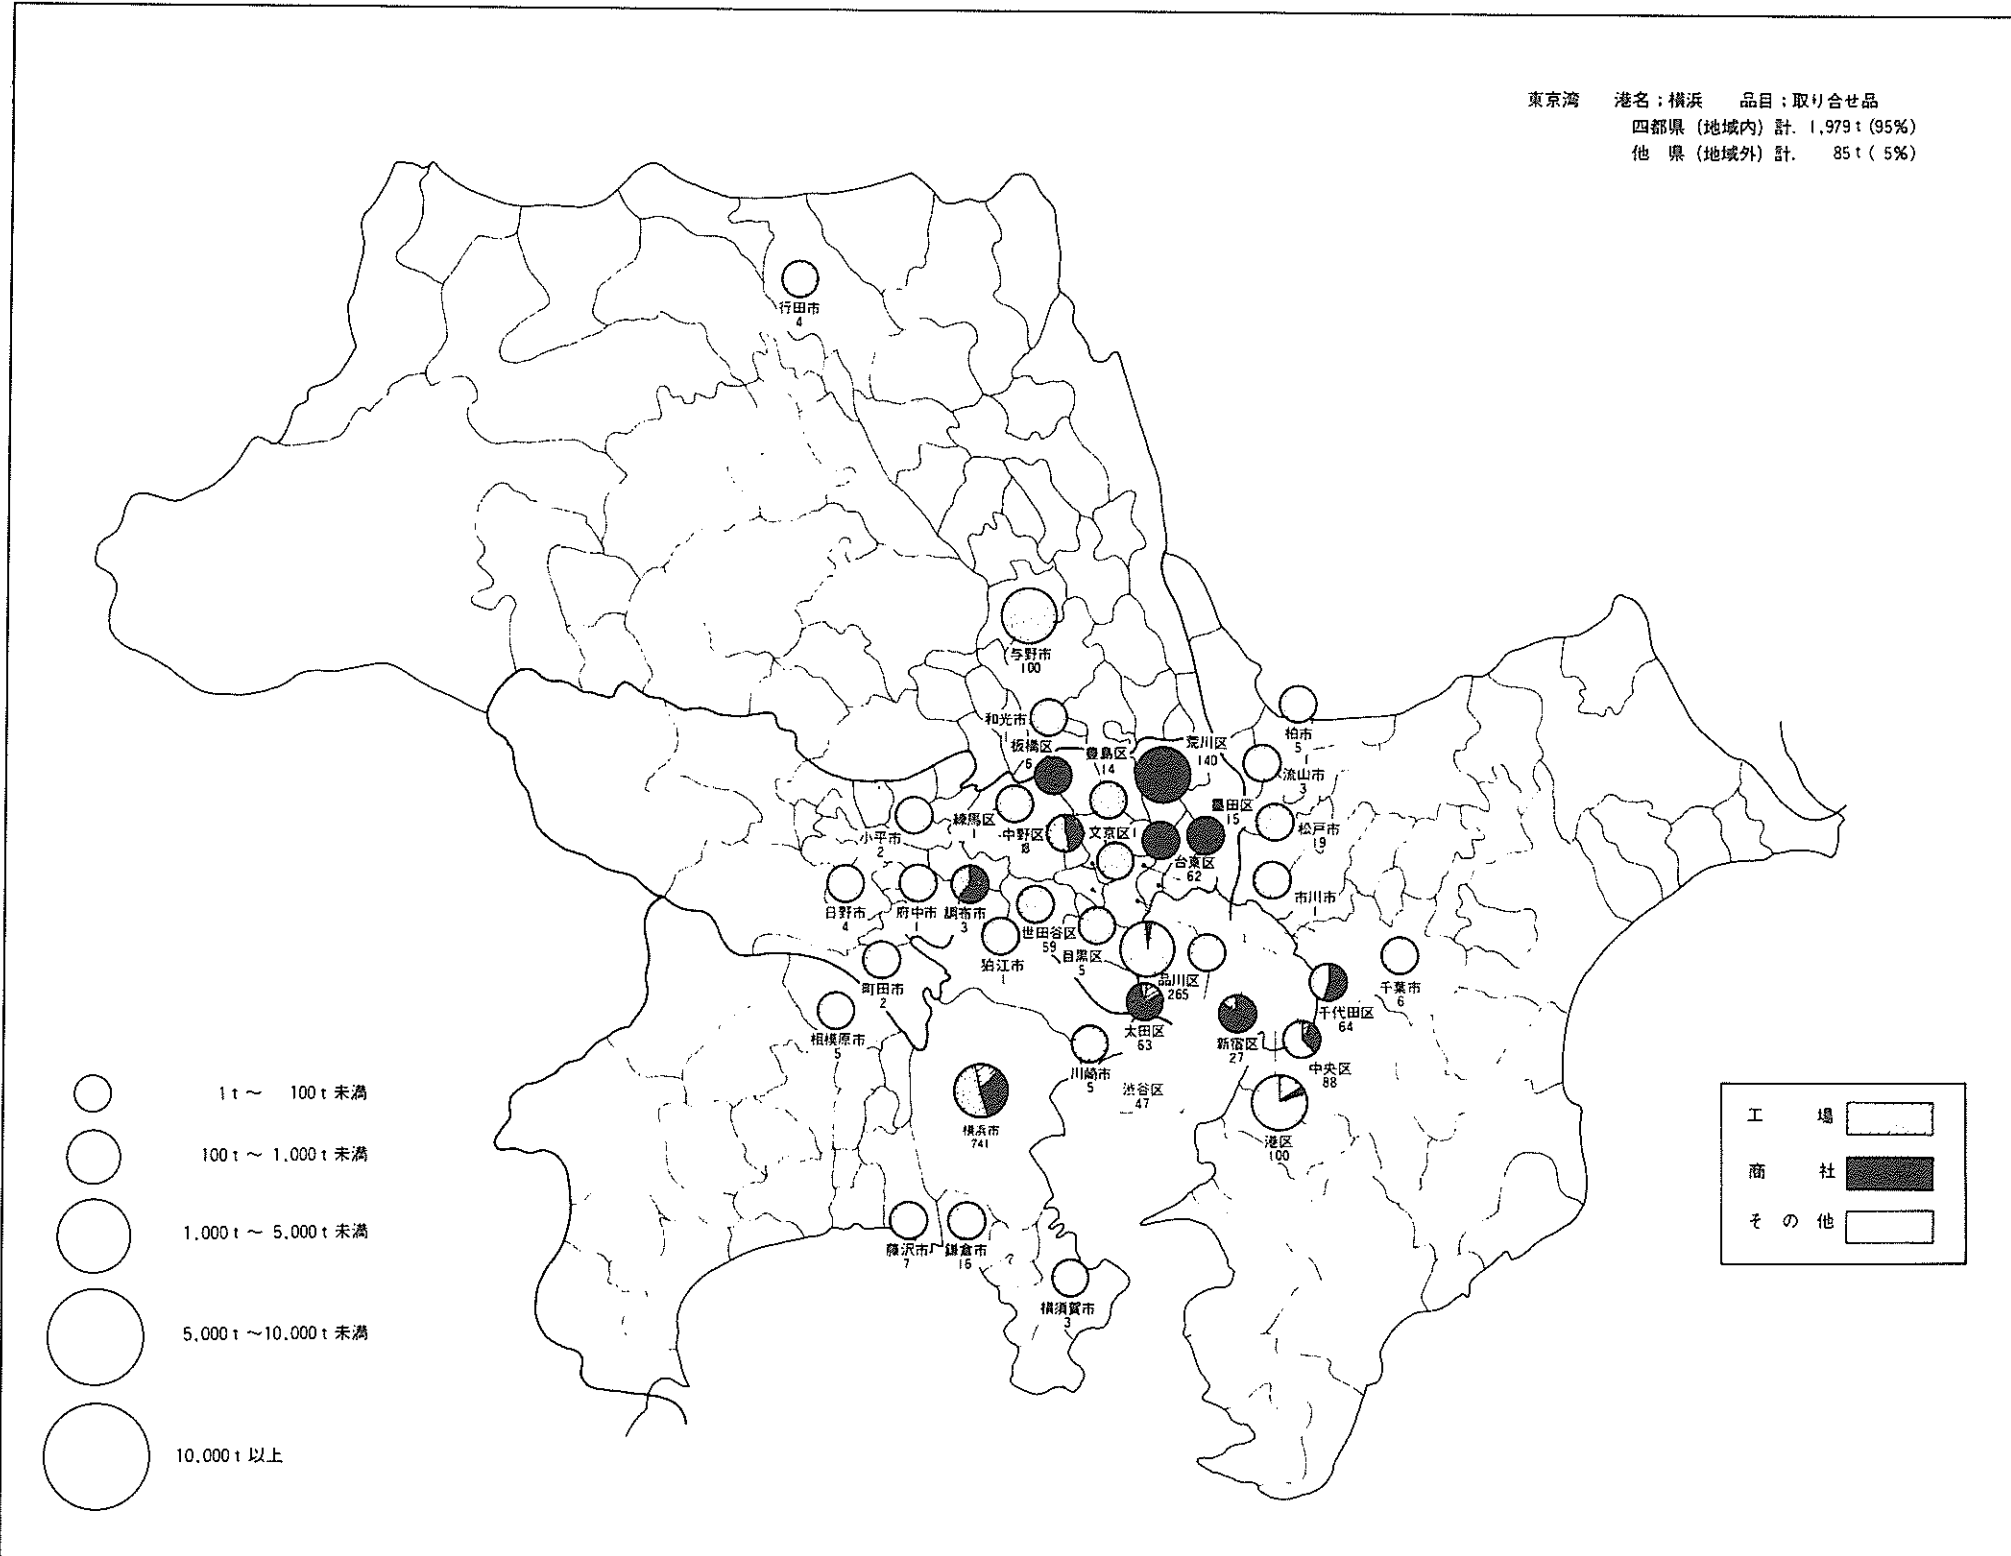 東京湾　港名；横浜　品目；取り合せ品
四都県（地域内）計. 1,979t (95%)
他　県（地域外）計. 85t ( 5%)
行田市
4
与野市
100
和光市
1
柏市
5
板橋区
6
豊島区
14
荒川区
140
流山市
3
墨田区
15
小平市
2
練馬区
1
中野区
18
文京区1
松戸市
19
台東区
62
市川市
1
日野市
4
府中市
1
調布市
3
世田谷区
59
目黒区
5
狛江市
1
品川区
265
町田市
2
千葉市
6
千代田区
64
太田区
63
相模原市
5
新宿区
27
中央区
88
川崎市
5
渋谷区
47
横浜市
741
港区
100
藤沢市
7
鎌倉市
16
横須賀市
3
1t～　100t未満
100t～1.000t未満
1.000t～5.000t未満
5.000t～10.000t未満
10.000t以上
工　場
商　社
その他